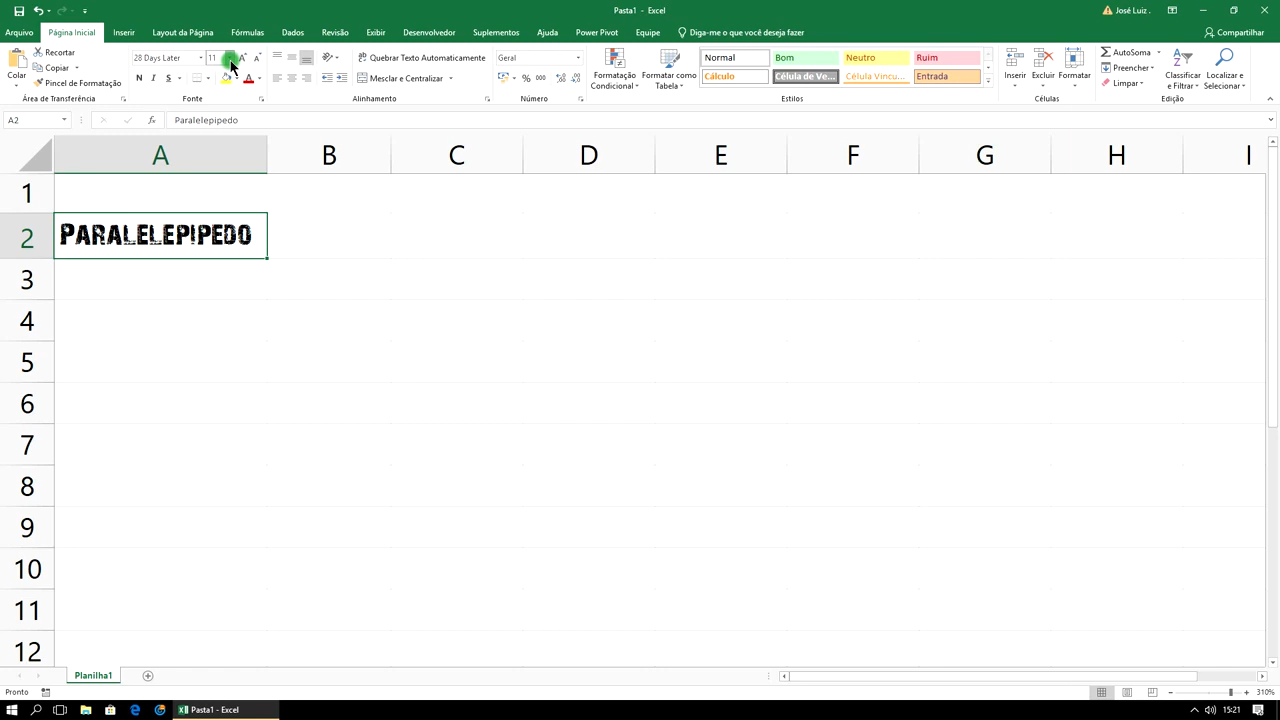 Pasta1 - Excel
José Luiz .
Arquivo Página Inicial Inserir Layout da Página Fórmulas Dados Revisão Exibir Desenvolvedor Suplementos Ajuda Power Pivot Equipe Diga-me o que você deseja fazer Compartilhar
Colar
Recortar
Copiar
Pincel de Formatação
Área de Transferência
28 Days Later 11
N I S
Fonte
Quebrar Texto Automaticamente
Mesclar e Centralizar
Alinhamento
Geral
% 000
Número
Formatação Condicional
Formatar como Tabela
Normal Bom Neutro Ruim
Cálculo Célula de Ve... Célula Vincu... Entrada
Estilos
Inserir Excluir Formatar
Células
AutoSoma
Preencher
Limpar
Classificar e Filtrar
Localizar e Selecionar
Edição
A2 fx Paralelepipedo
A B C D E F G H I
1
2 Paralelepipedo
3
4
5
6
7
8
9
10
11
12
Planilha1
Pronto 310%
Pasta1 - Excel 15:21